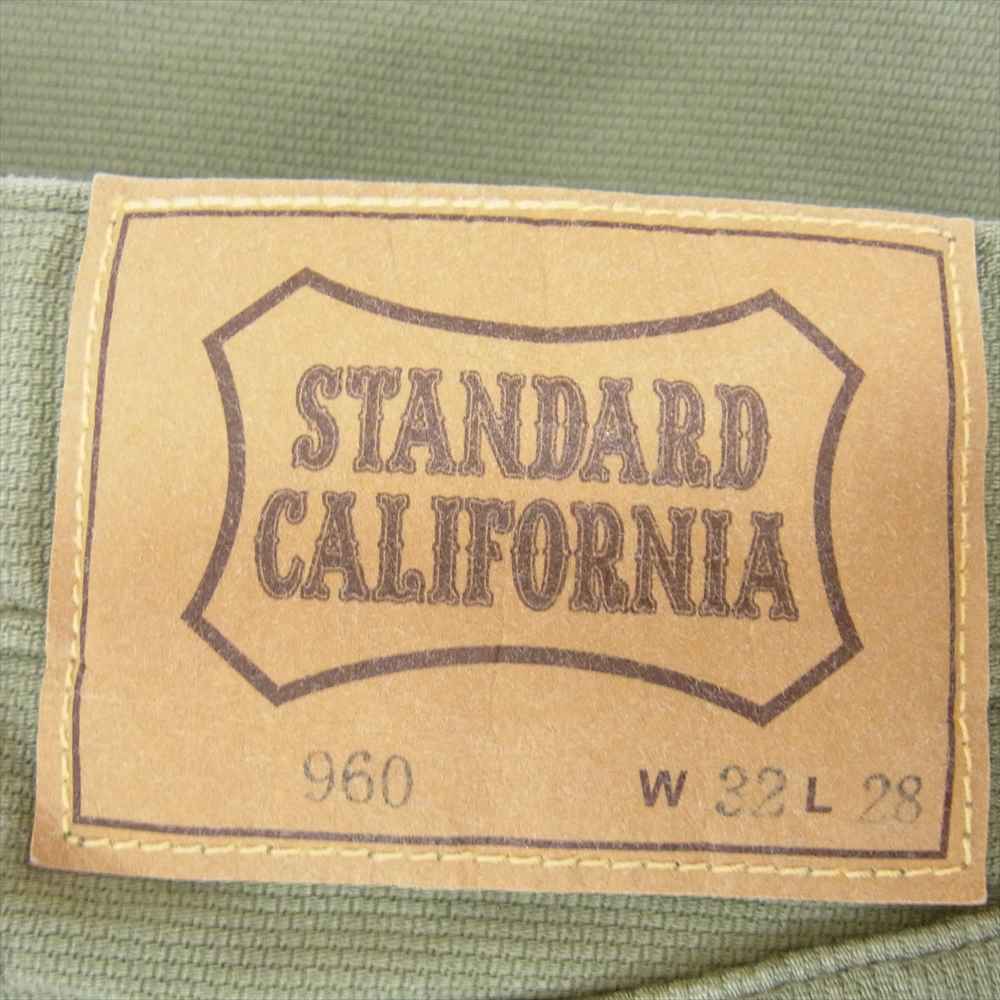 STANDARD
CALIFORNIA
960 W 32 L 28